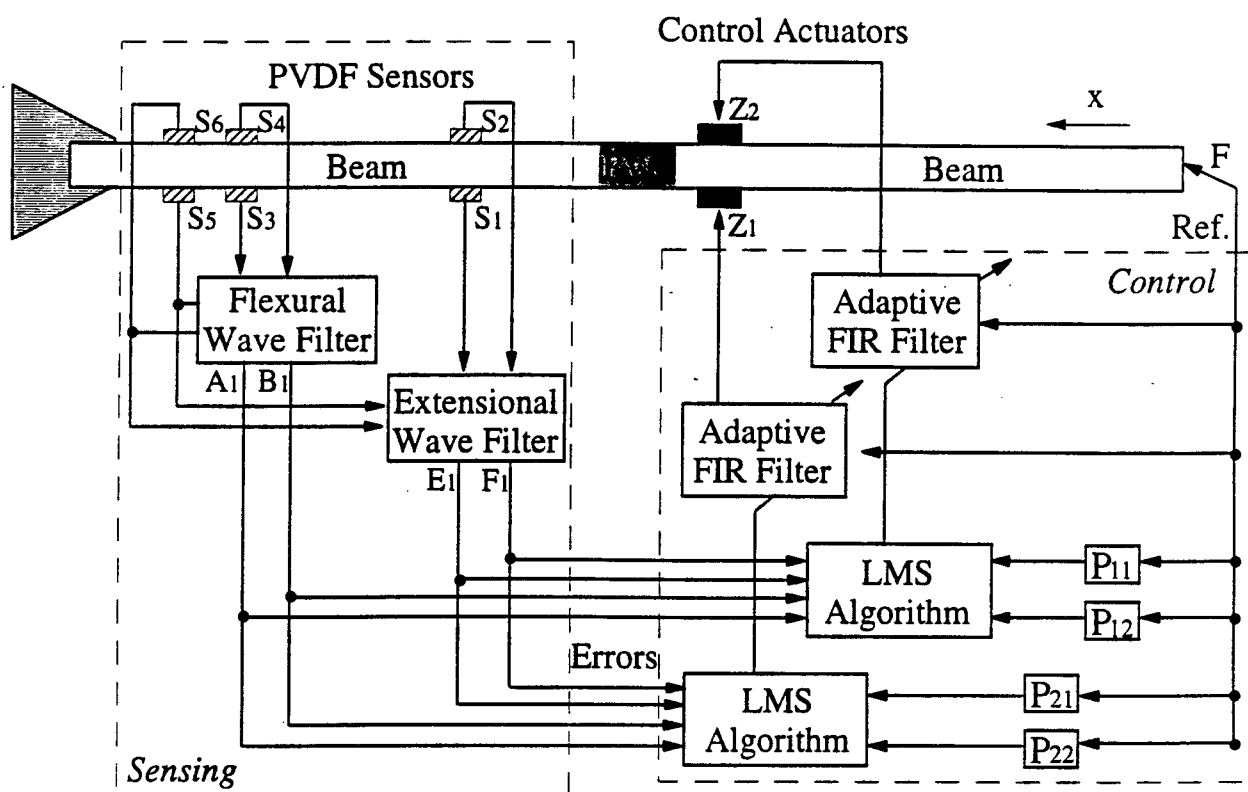 Control Actuators
PVDF Sensors
x
S6
S4
S2
Z2
F
Beam
Beam
S5
S3
S1
Z1
Ref.
Control
Flexural
Wave Filter
Adaptive
FIR Filter
A1
B1
Extensional
Wave Filter
Adaptive
FIR Filter
E1
F1
LMS
Algorithm
P11
P12
Errors
LMS
Algorithm
P21
P22
Sensing